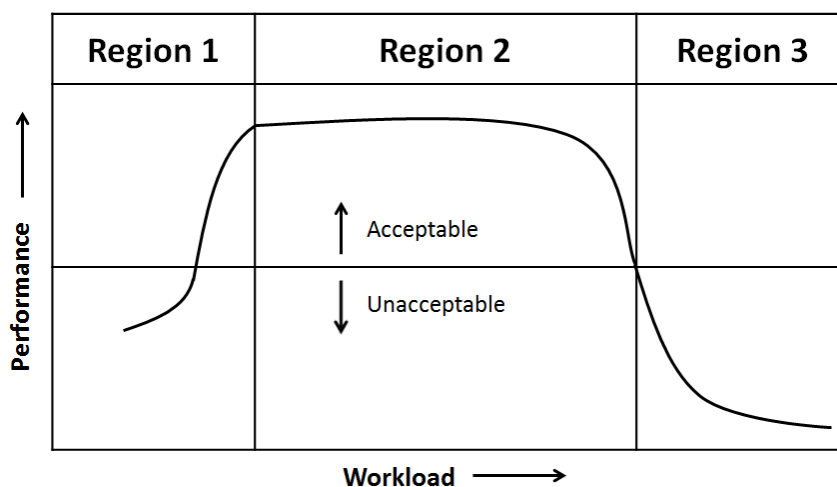 Region 1
Region 2
Region 3
Performance
Acceptable
Unacceptable
Workload